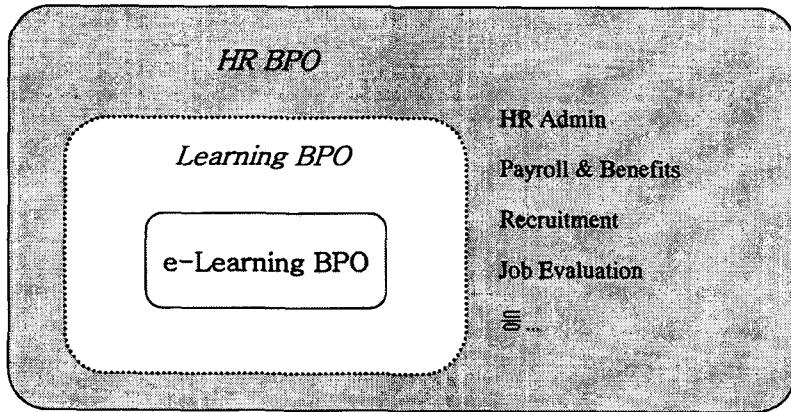 HR BPO
Learning BPO
e-Learning BPO
HR Admin
Payroll & Benefits
Recruitment
Job Evaluation
등 ...